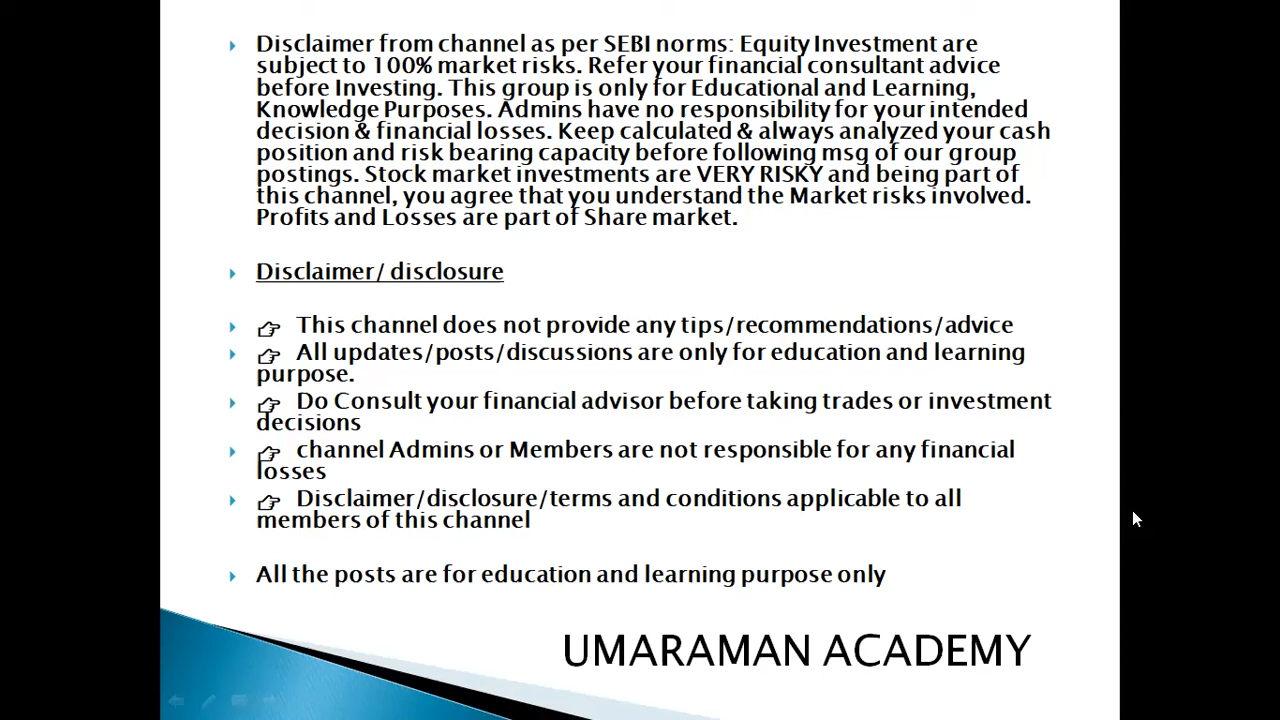 Disclaimer from channel as per SEBI norms: Equity Investment are
subject to 100% market risks. Refer your financial consultant advice
before Investing. This group is only for Educational and Learning,
Knowledge Purposes. Admins have no responsibility for your intended
decision & financial losses. Keep calculated & always analyzed your cash
position and risk bearing capacity before following msg of our group
postings. Stock market investments are VERY RISKY and being part of
this channel, you agree that you understand the Market risks involved.
Profits and Losses are part of Share market.
Disclaimer/ disclosure
👉 This channel does not provide any tips/recommendations/advice
👉 All updates/posts/discussions are only for education and learning
purpose.
👉 Do Consult your financial advisor before taking trades or investment
decisions
👉 channel Admins or Members are not responsible for any financial
losses
👉 Disclaimer/disclosure/terms and conditions applicable to all
members of this channel
All the posts are for education and learning purpose only
UMARAMAN ACADEMY